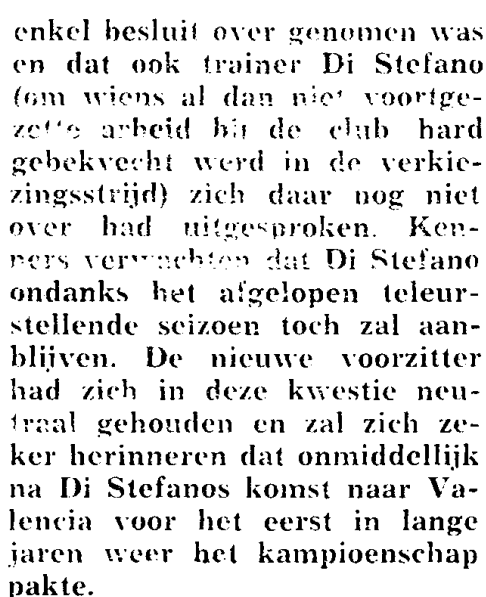 enkel besluit over genomen was
en dat ook trainer Di Stefano
(om wiens al dan niet voortge-
zette arbeid bij de club hard
gebekvecht werd in de verkie-
zingsstrijd) zich daar nog niet
over had uitgesproken. Ken-
ners verwachten dat Di Stefano
ondanks het afgelopen teleur-
stellende seizoen toch zal aan-
blijven. De nieuwe voorzitter
had zich in deze kwestie neu-
traal gehouden en zal zich ze-
ker herinneren dat onmiddellijk
na Di Stefanos komst naar Va-
lencia voor het eerst in lange
jaren weer het kampioenschap
pakte.